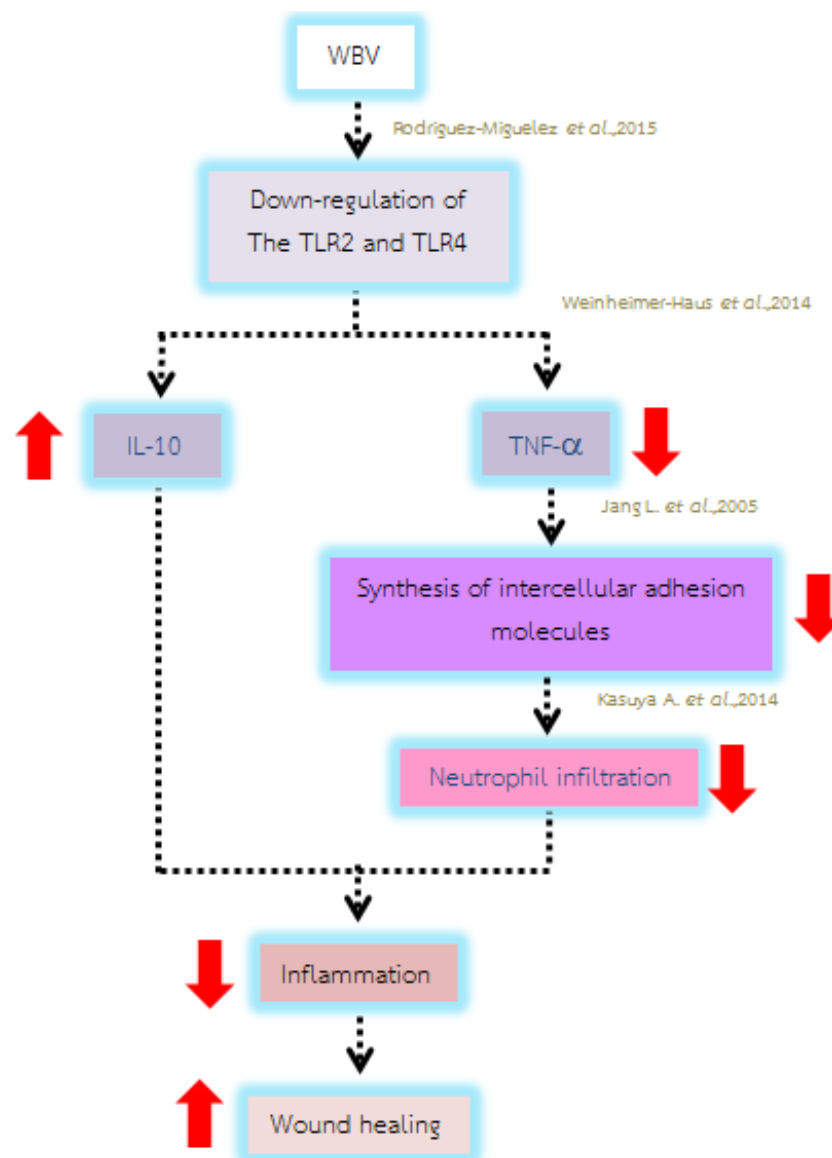 WBV
Rodriguez-Miguelez et al.,2015
Down-regulation of
The TLR2 and TLR4
Weinheimer-Haus et al.,2014
IL-10
TNF-α
Jang L. et al.,2005
Synthesis of intercellular adhesion
molecules
Kasuya A. et al.,2014
Neutrophil infiltration
Inflammation
Wound healing